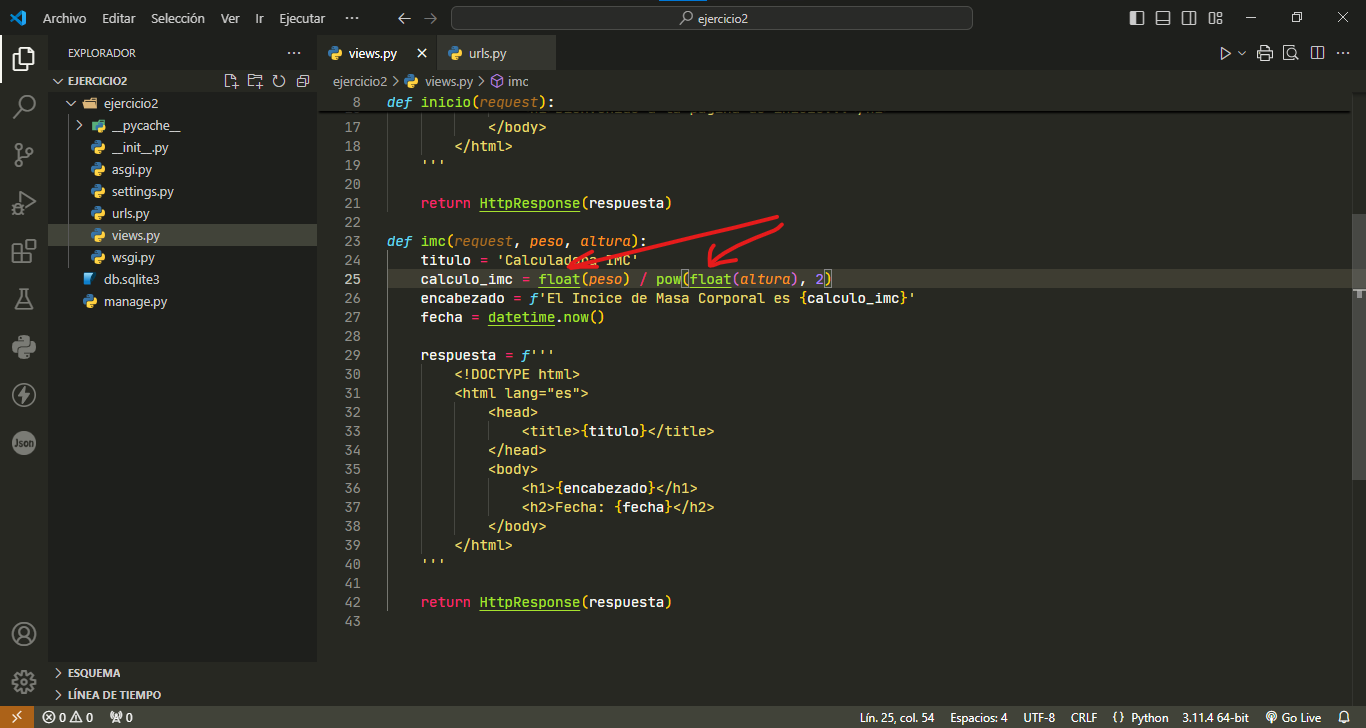 Archivo Editar Selección Ver Ir Ejecutar ··· ejercicio2
EXPLORADOR ···
EJERCICIO2
ejercicio2
__pycache__
__init__.py
asgi.py
settings.py
urls.py
views.py
wsgi.py
db.sqlite3
manage.py
Json
ESQUEMA
LÍNEA DE TIEMPO
views.py urls.py
ejercicio2 > views.py > imc
8 def inicio(request):
17 </body>
18 </html>
19 '''
20
21 return HttpResponse(respuesta)
22
23 def imc(request, peso, altura):
24 titulo = 'Calculadora IMC'
25 calculo_imc = float(peso) / pow(float(altura), 2)
26 encabezado = f'El Incice de Masa Corporal es {calculo_imc}'
27 fecha = datetime.now()
28
29 respuesta = f'''
30 <!DOCTYPE html>
31 <html lang="es">
32 <head>
33 <title>{titulo}</title>
34 </head>
35 <body>
36 <h1>{encabezado}</h1>
37 <h2>Fecha: {fecha}</h2>
38 </body>
39 </html>
40 '''
41
42 return HttpResponse(respuesta)
43
0 0 0 Lín. 25, col. 54 Espacios: 4 UTF-8 CRLF Python 3.11.4 64-bit Go Live